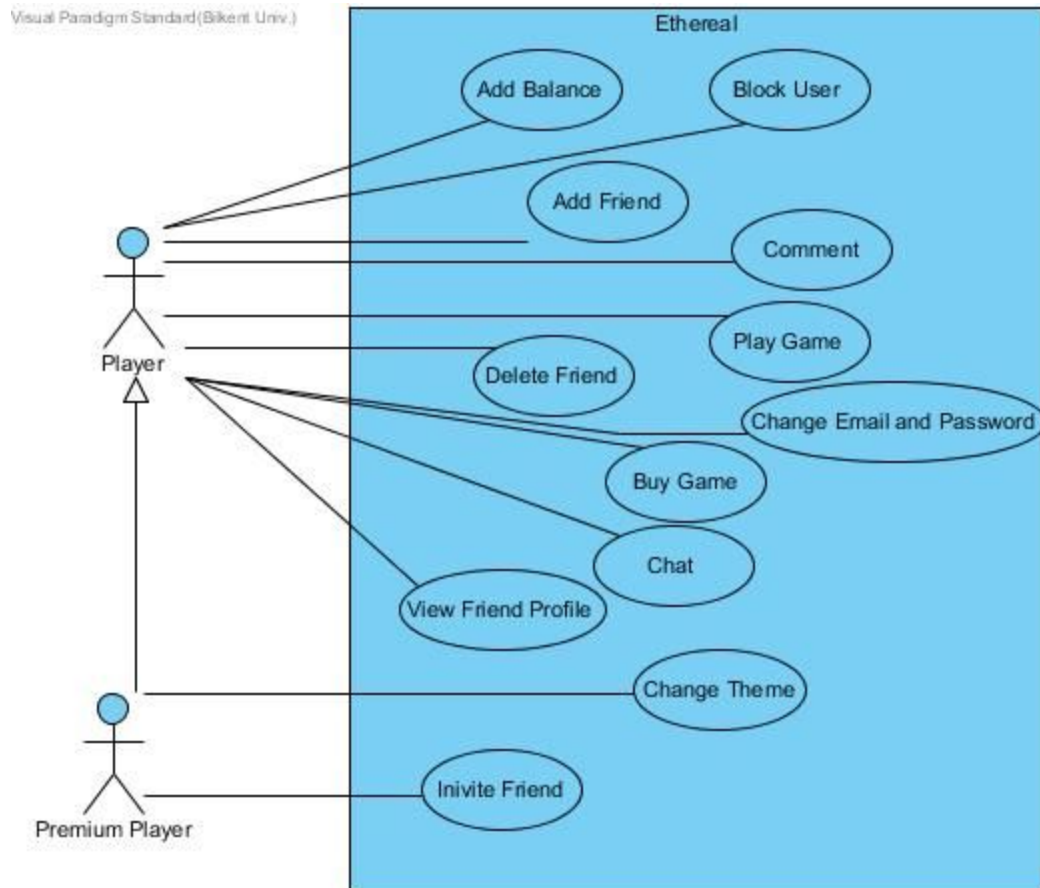 Visual Paradigm Standard(Bilkent Univ.)
Ethereal
Add Balance
Block User
Add Friend
Comment
Play Game
Player
Delete Friend
Change Email and Password
Buy Game
Chat
View Friend Profile
Change Theme
Inivite Friend
Premium Player